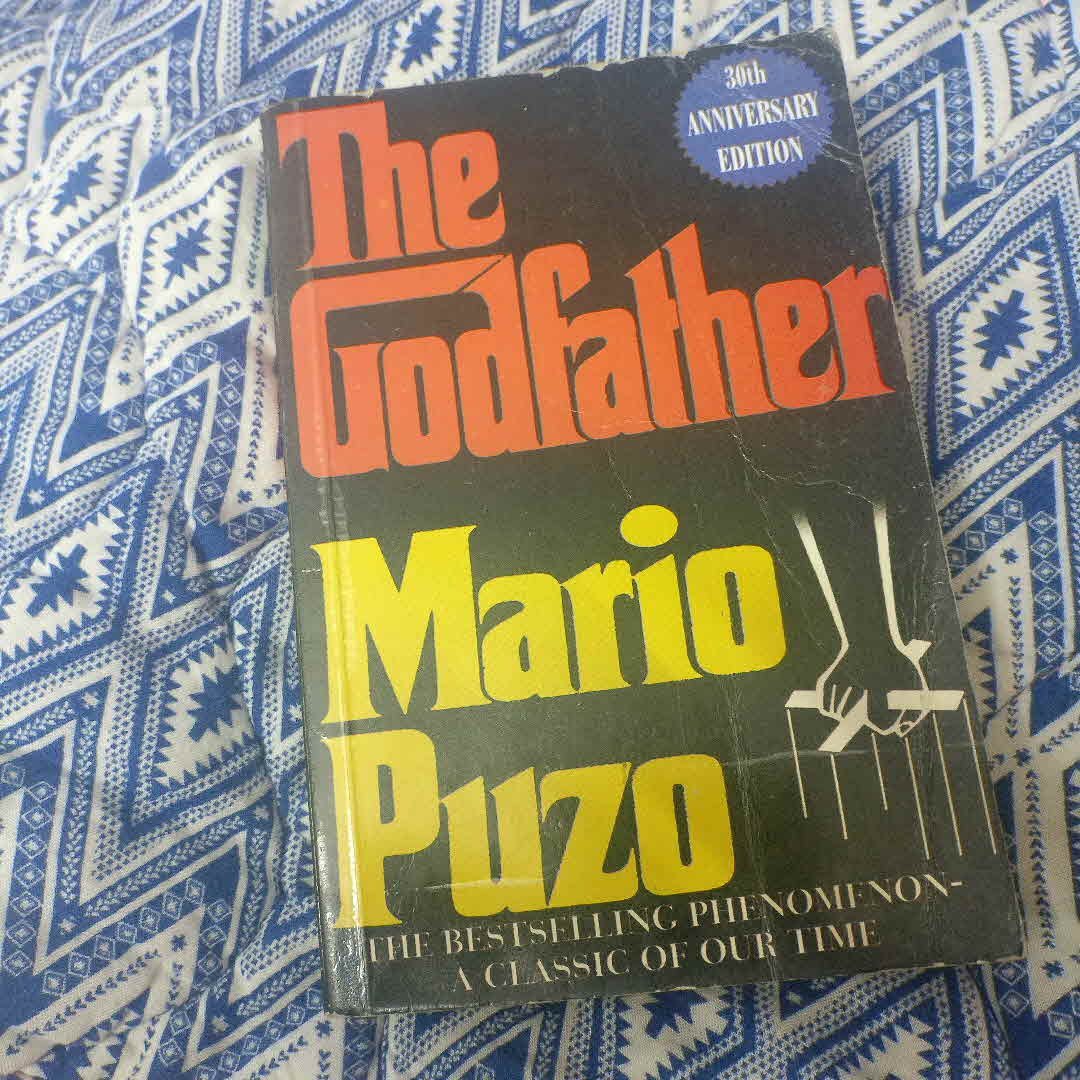 30th
ANNIVERSARY
EDITION
The
Godfather
Mario
Puzo
THE BESTSELLING PHENOMENON-
A CLASSIC OF OUR TIME